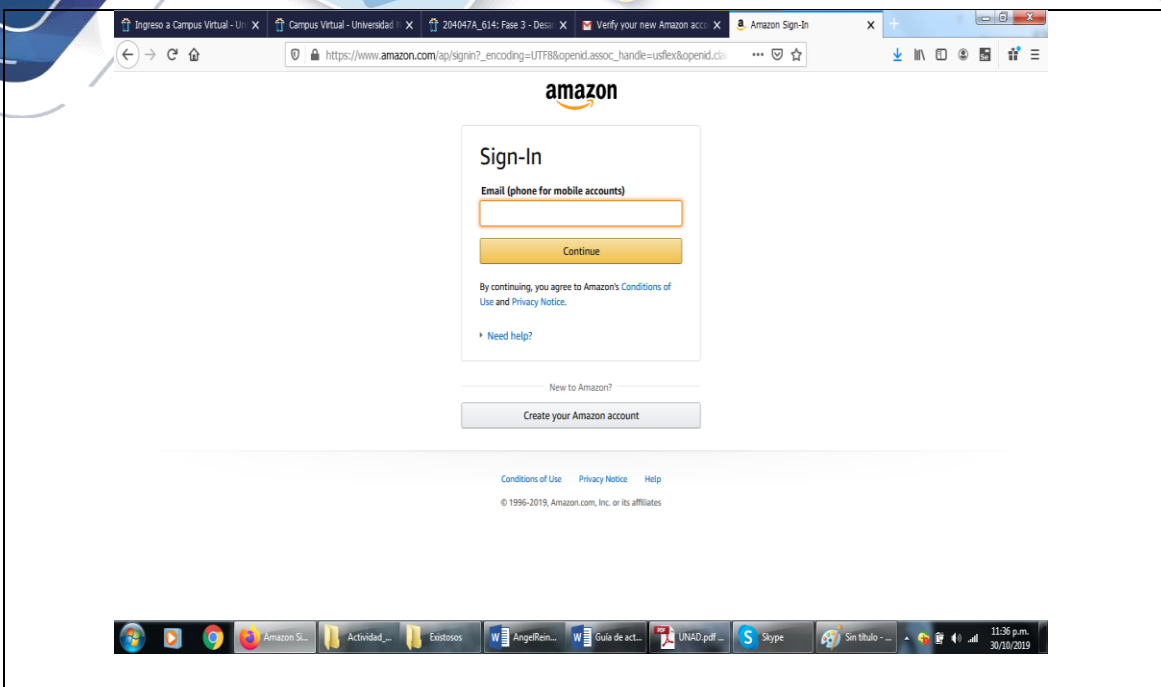 Ingreso a Campus Virtual - Un
Campus Virtual - Universidad N
204047A_614: Fase 3 - Desar
Verify your new Amazon acco
Amazon Sign-In
https://www.amazon.com/ap/signin?_encoding=UTF8&openid.assoc_handle=usflex&openid.cla
amazon
Sign-In
Email (phone for mobile accounts)
Continue
By continuing, you agree to Amazon's Conditions of
Use and Privacy Notice.
Need help?
New to Amazon?
Create your Amazon account
Conditions of Use Privacy Notice Help
© 1996-2019, Amazon.com, Inc. or its affiliates
Amazon Si...
Actividad_...
Existosos
AngelRein...
Guía de act...
UNAD.pdf ...
Skype
Sin título - ...
11:36 p.m.
30/10/2019